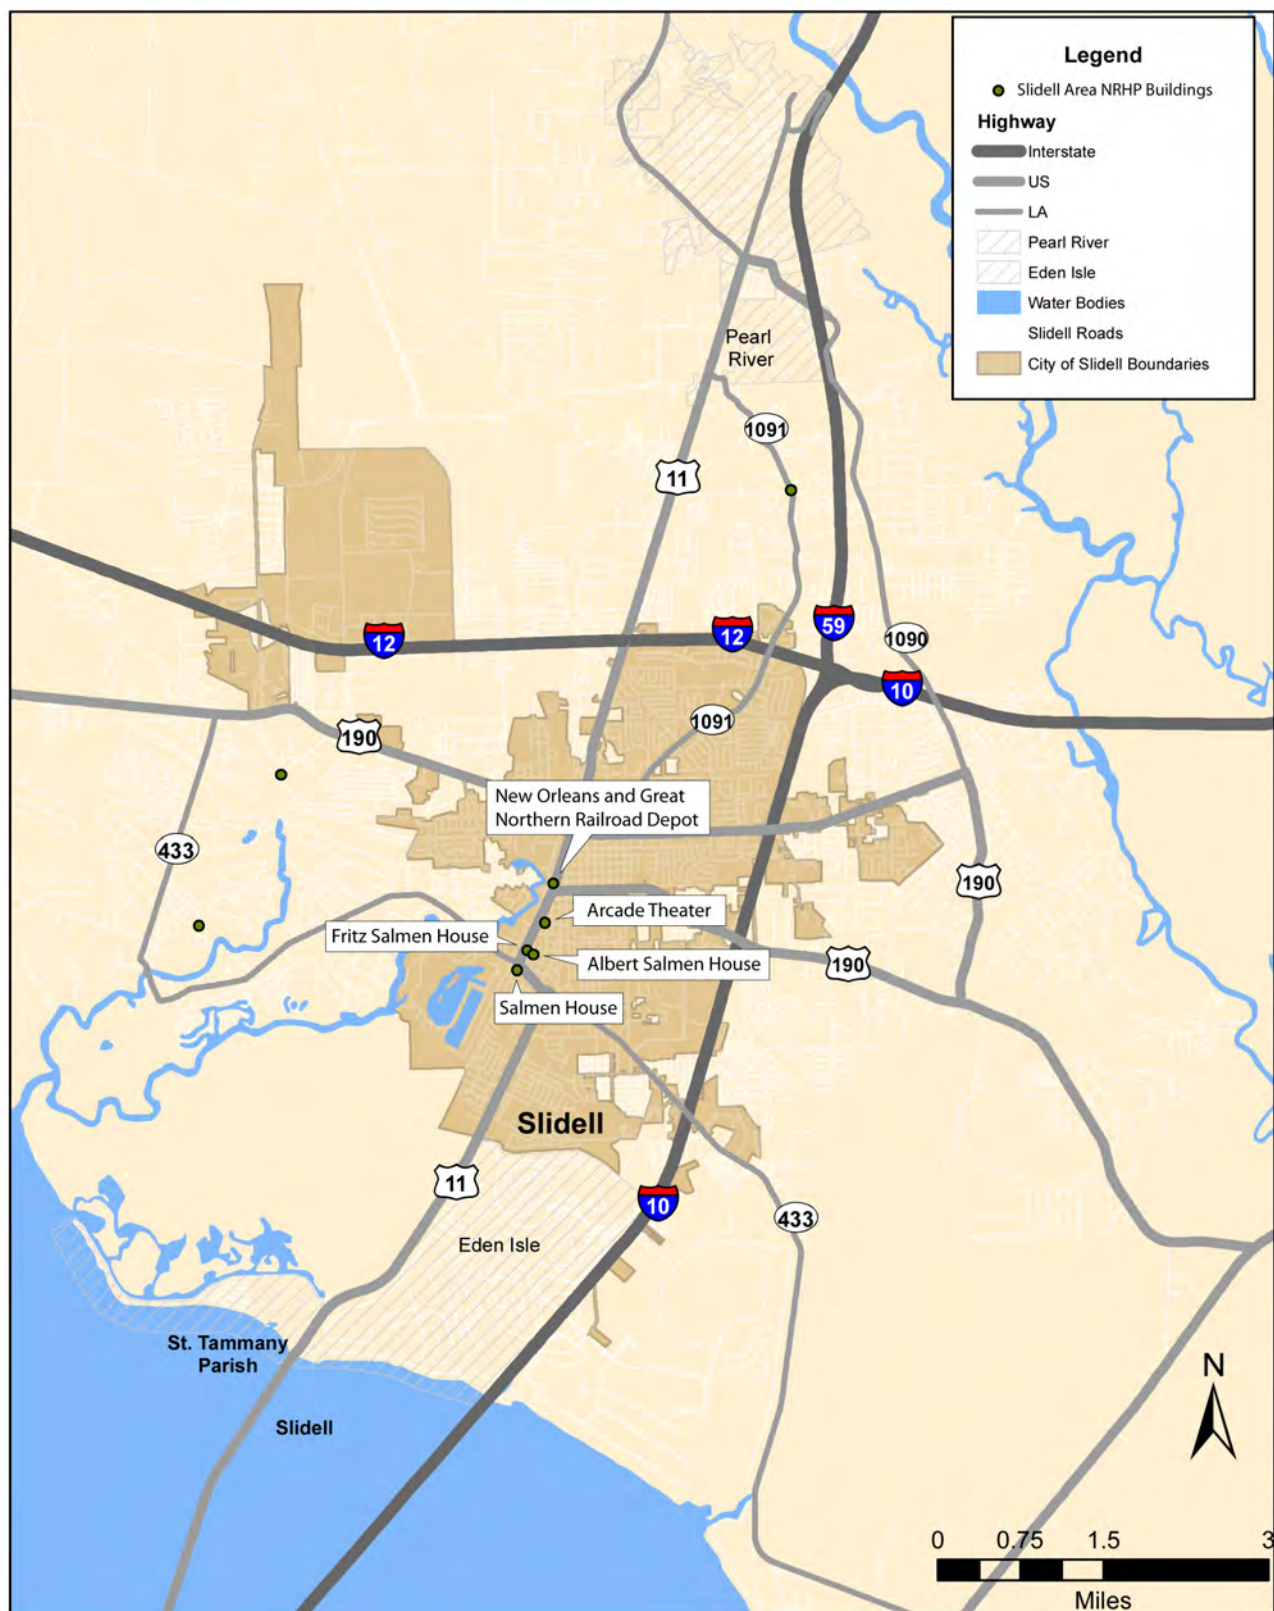 Legend
Slidell Area NRHP Buildings
Highway
Interstate
US
LA
Pearl River
Eden Isle
Water Bodies
Slidell Roads
City of Slidell Boundaries
Pearl
River
1091
11
12
12
59
1090
10
1091
190
New Orleans and Great
Northern Railroad Depot
433
190
Arcade Theater
Fritz Salmen House
Albert Salmen House
190
Salmen House
Slidell
11
10
433
Eden Isle
St. Tammany
Parish
Slidell
N
0 0.75 1.5 3
Miles